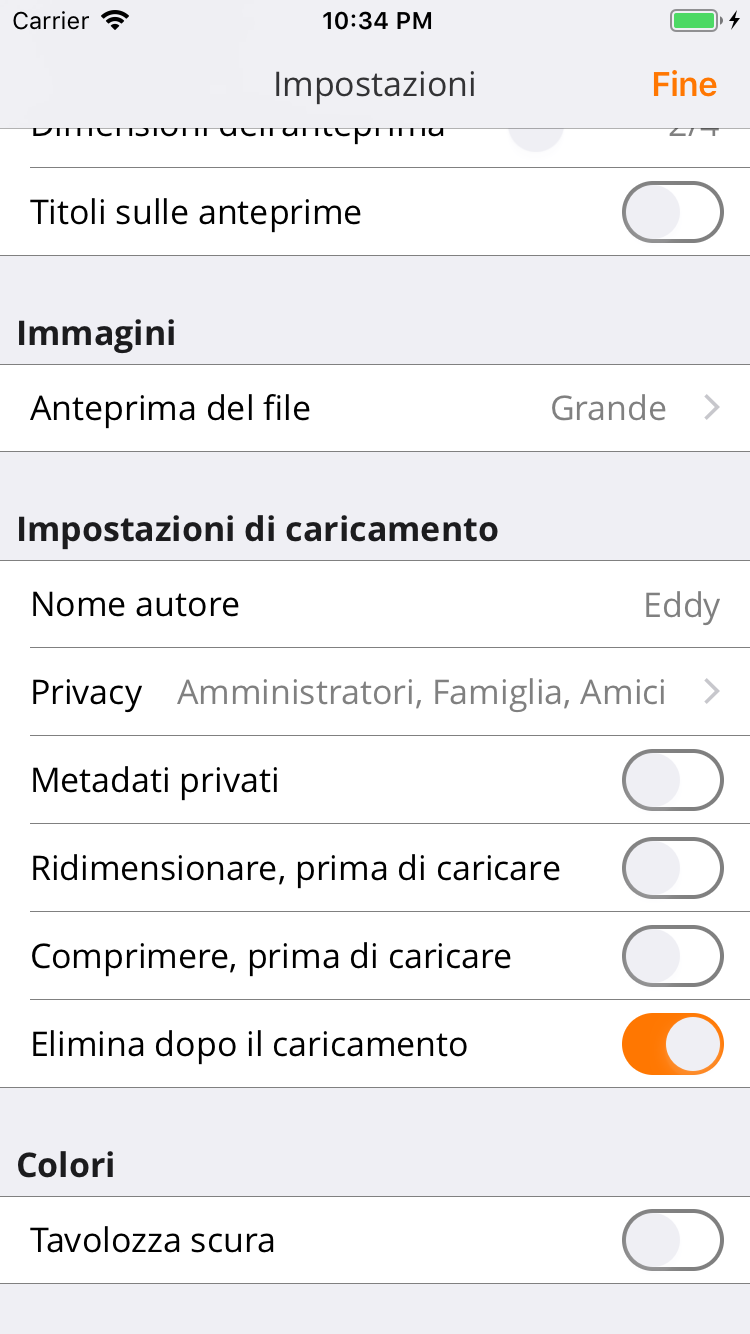 Carrier 10:34 PM
Impostazioni Fine
Dimensioni dell'anteprima 2/4
Titoli sulle anteprime
Immagini
Anteprima del file Grande
Impostazioni di caricamento
Nome autore Eddy
Privacy Amministratori, Famiglia, Amici
Metadati privati
Ridimensionare, prima di caricare
Comprimere, prima di caricare
Elimina dopo il caricamento
Colori
Tavolozza scura